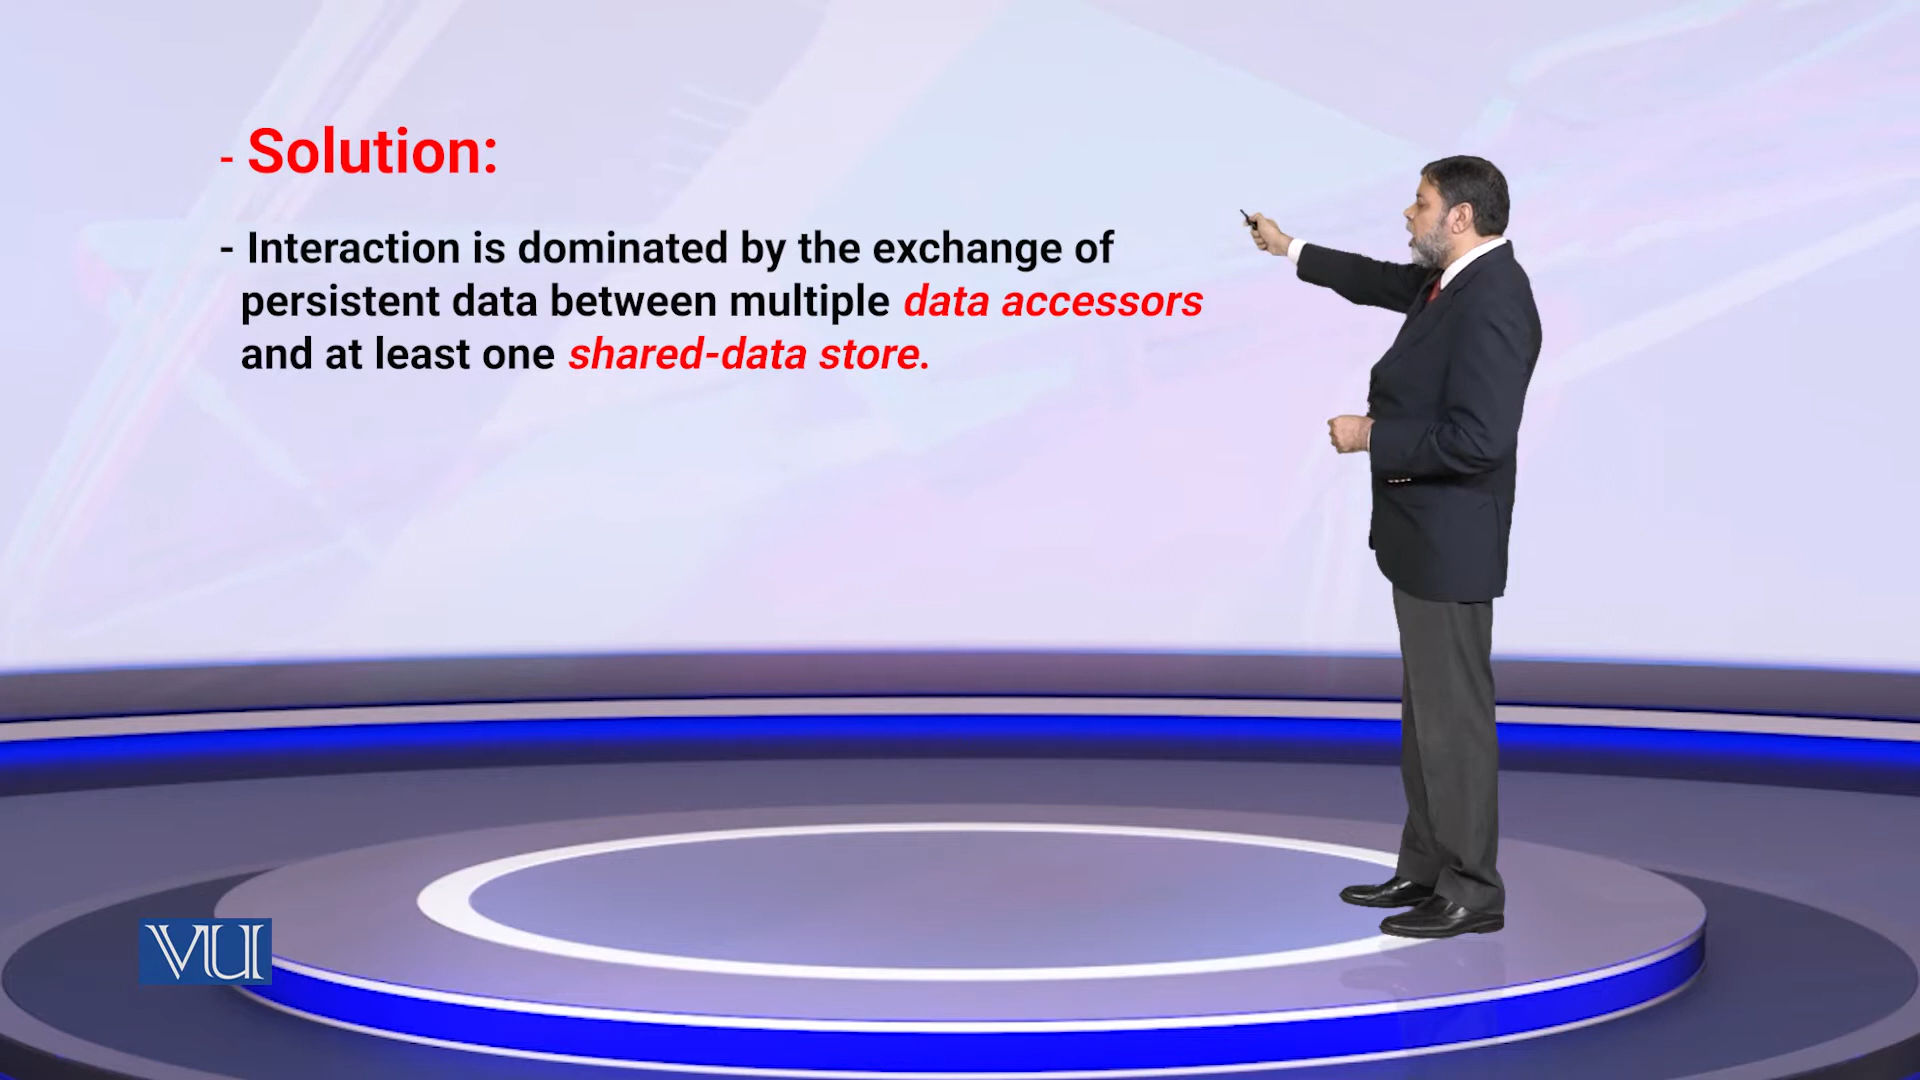 - Solution:
- Interaction is dominated by the exchange of
persistent data between multiple data accessors
and at least one shared-data store.
VU